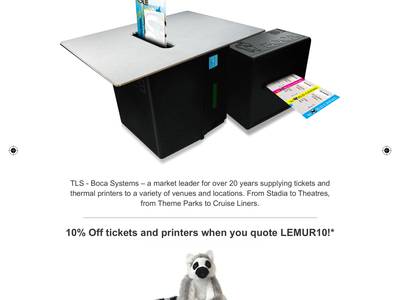 TLS - Boca Systems – a market leader for over 20 years supplying tickets and
thermal printers to a variety of venues and locations. From Stadia to Theatres,
from Theme Parks to Cruise Liners.
10% Off tickets and printers when you quote LEMUR10!*